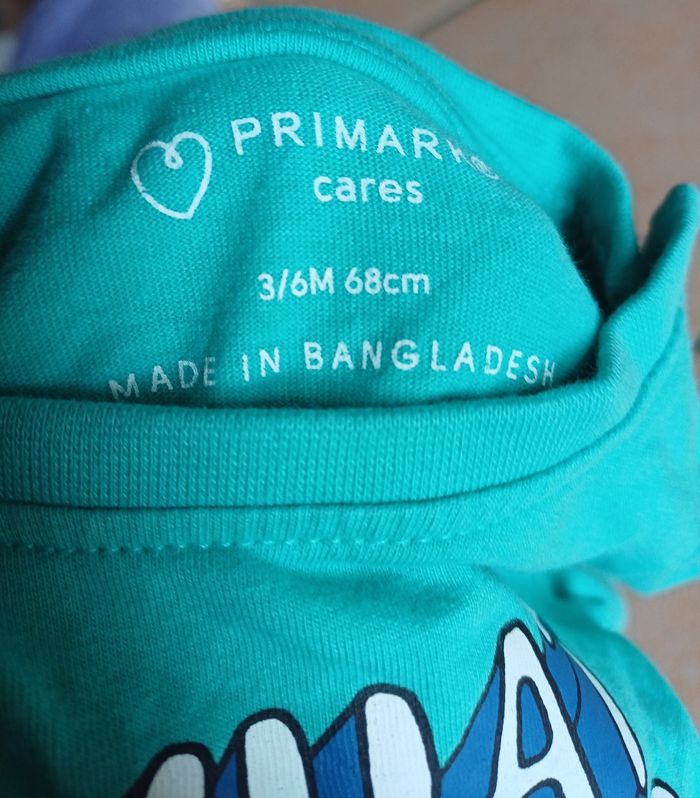 PRIMARK®
cares
3/6M 68cm
MADE IN BANGLADESH